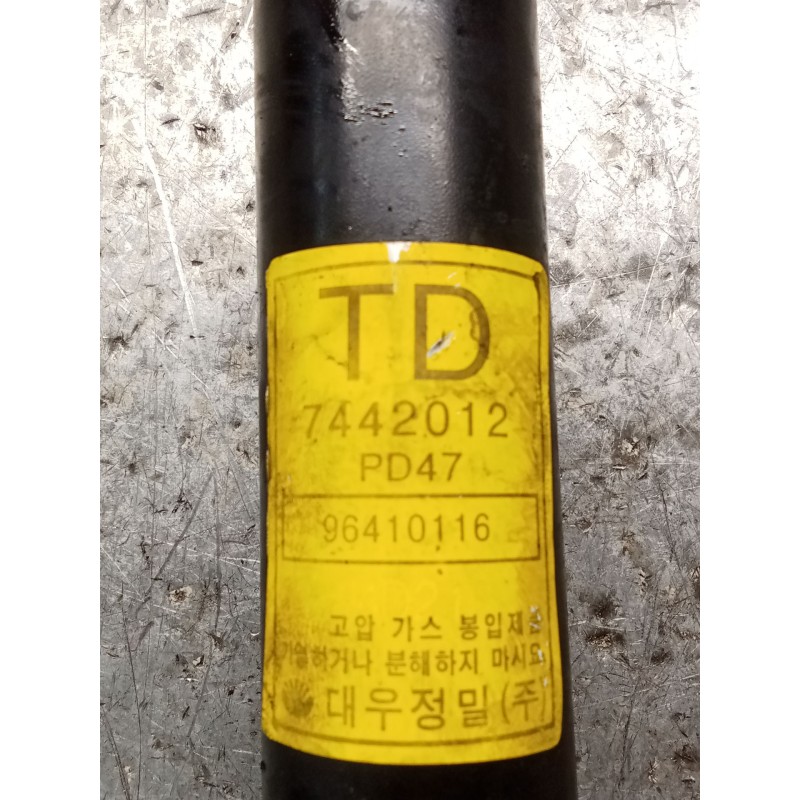 TD
7442012
PD47
96410116
고압 가스 봉입제품
가열하거나 분해하지 마시오
대우정밀(주)